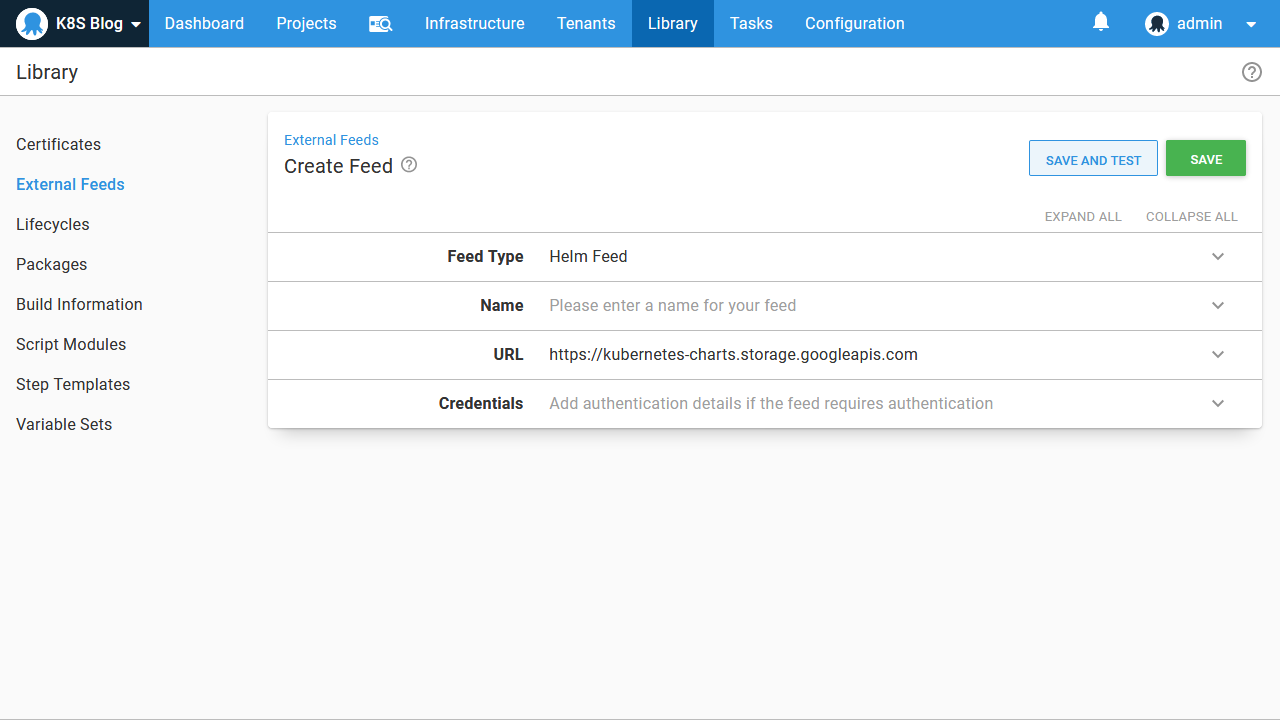 K8S Blog Dashboard Projects Infrastructure Tenants Library Tasks Configuration admin
Library
Certificates
External Feeds
Lifecycles
Packages
Build Information
Script Modules
Step Templates
Variable Sets
External Feeds
Create Feed
SAVE AND TEST SAVE
EXPAND ALL COLLAPSE ALL
Feed Type Helm Feed
Name Please enter a name for your feed
URL https://kubernetes-charts.storage.googleapis.com
Credentials Add authentication details if the feed requires authentication